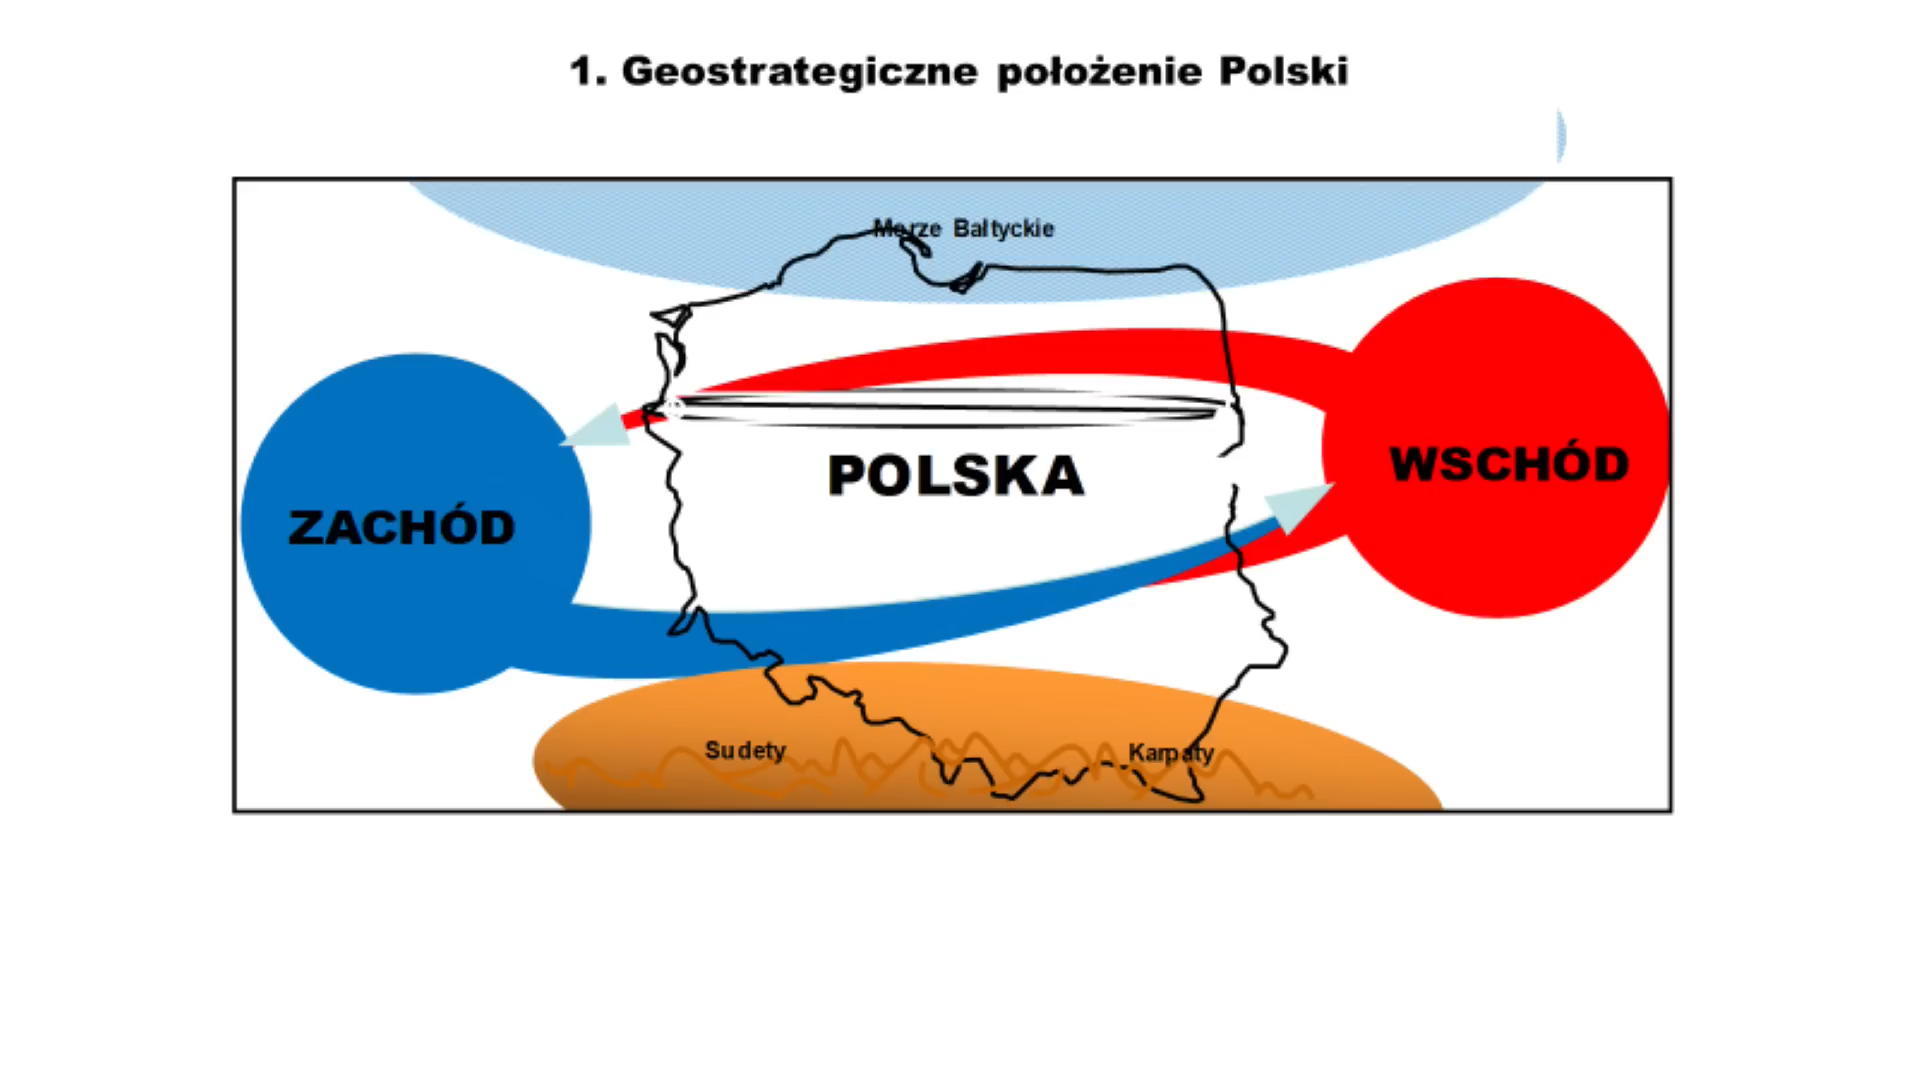 1. Geostrategiczne położenie Polski
Morze Bałtyckie
POLSKA
WSCHÓD
ZACHÓD
Sudety
Karpaty